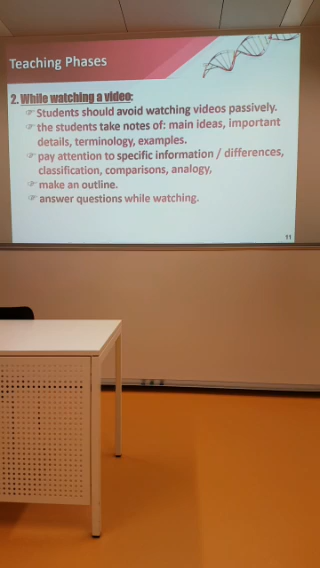 Teaching Phases
2. While watching a video:
☞ Students should avoid watching videos passively.
☞ the students take notes of: main ideas, important
details, terminology, examples.
☞ pay attention to specific information / differences,
classification, comparisons, analogy,
☞ make an outline.
☞ answer questions while watching.
11